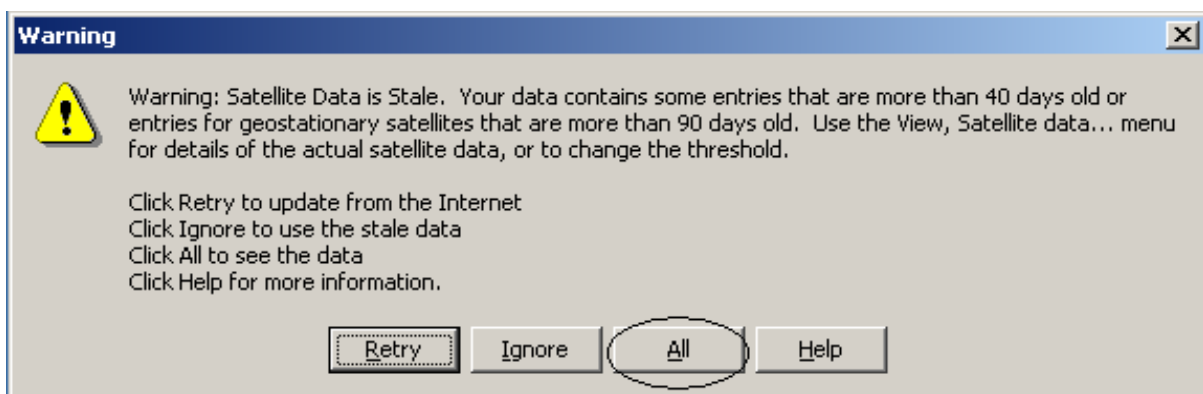 Warning
Warning: Satellite Data is Stale.  Your data contains some entries that are more than 40 days old or
entries for geostationary satellites that are more than 90 days old.  Use the View, Satellite data... menu
for details of the actual satellite data, or to change the threshold.
Click Retry to update from the Internet
Click Ignore to use the stale data
Click All to see the data
Click Help for more information.
Retry Ignore All Help